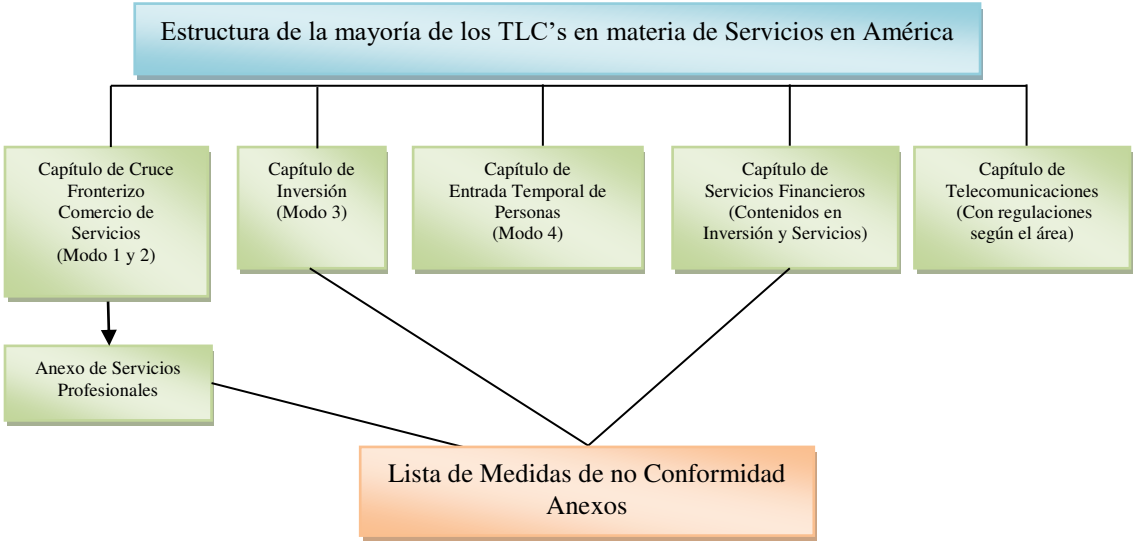 Estructura de la mayoría de los TLC's en materia de Servicios en América
Capítulo de Cruce
Fronterizo
Comercio de
Servicios
(Modo 1 y 2)
Capítulo de
Inversión
(Modo 3)
Capítulo de
Entrada Temporal de
Personas
(Modo 4)
Capítulo de
Servicios Financieros
(Contenidos en
Inversión y Servicios)
Capítulo de
Telecomunicaciones
(Con regulaciones
según el área)
Anexo de Servicios
Profesionales
Lista de Medidas de no Conformidad
Anexos